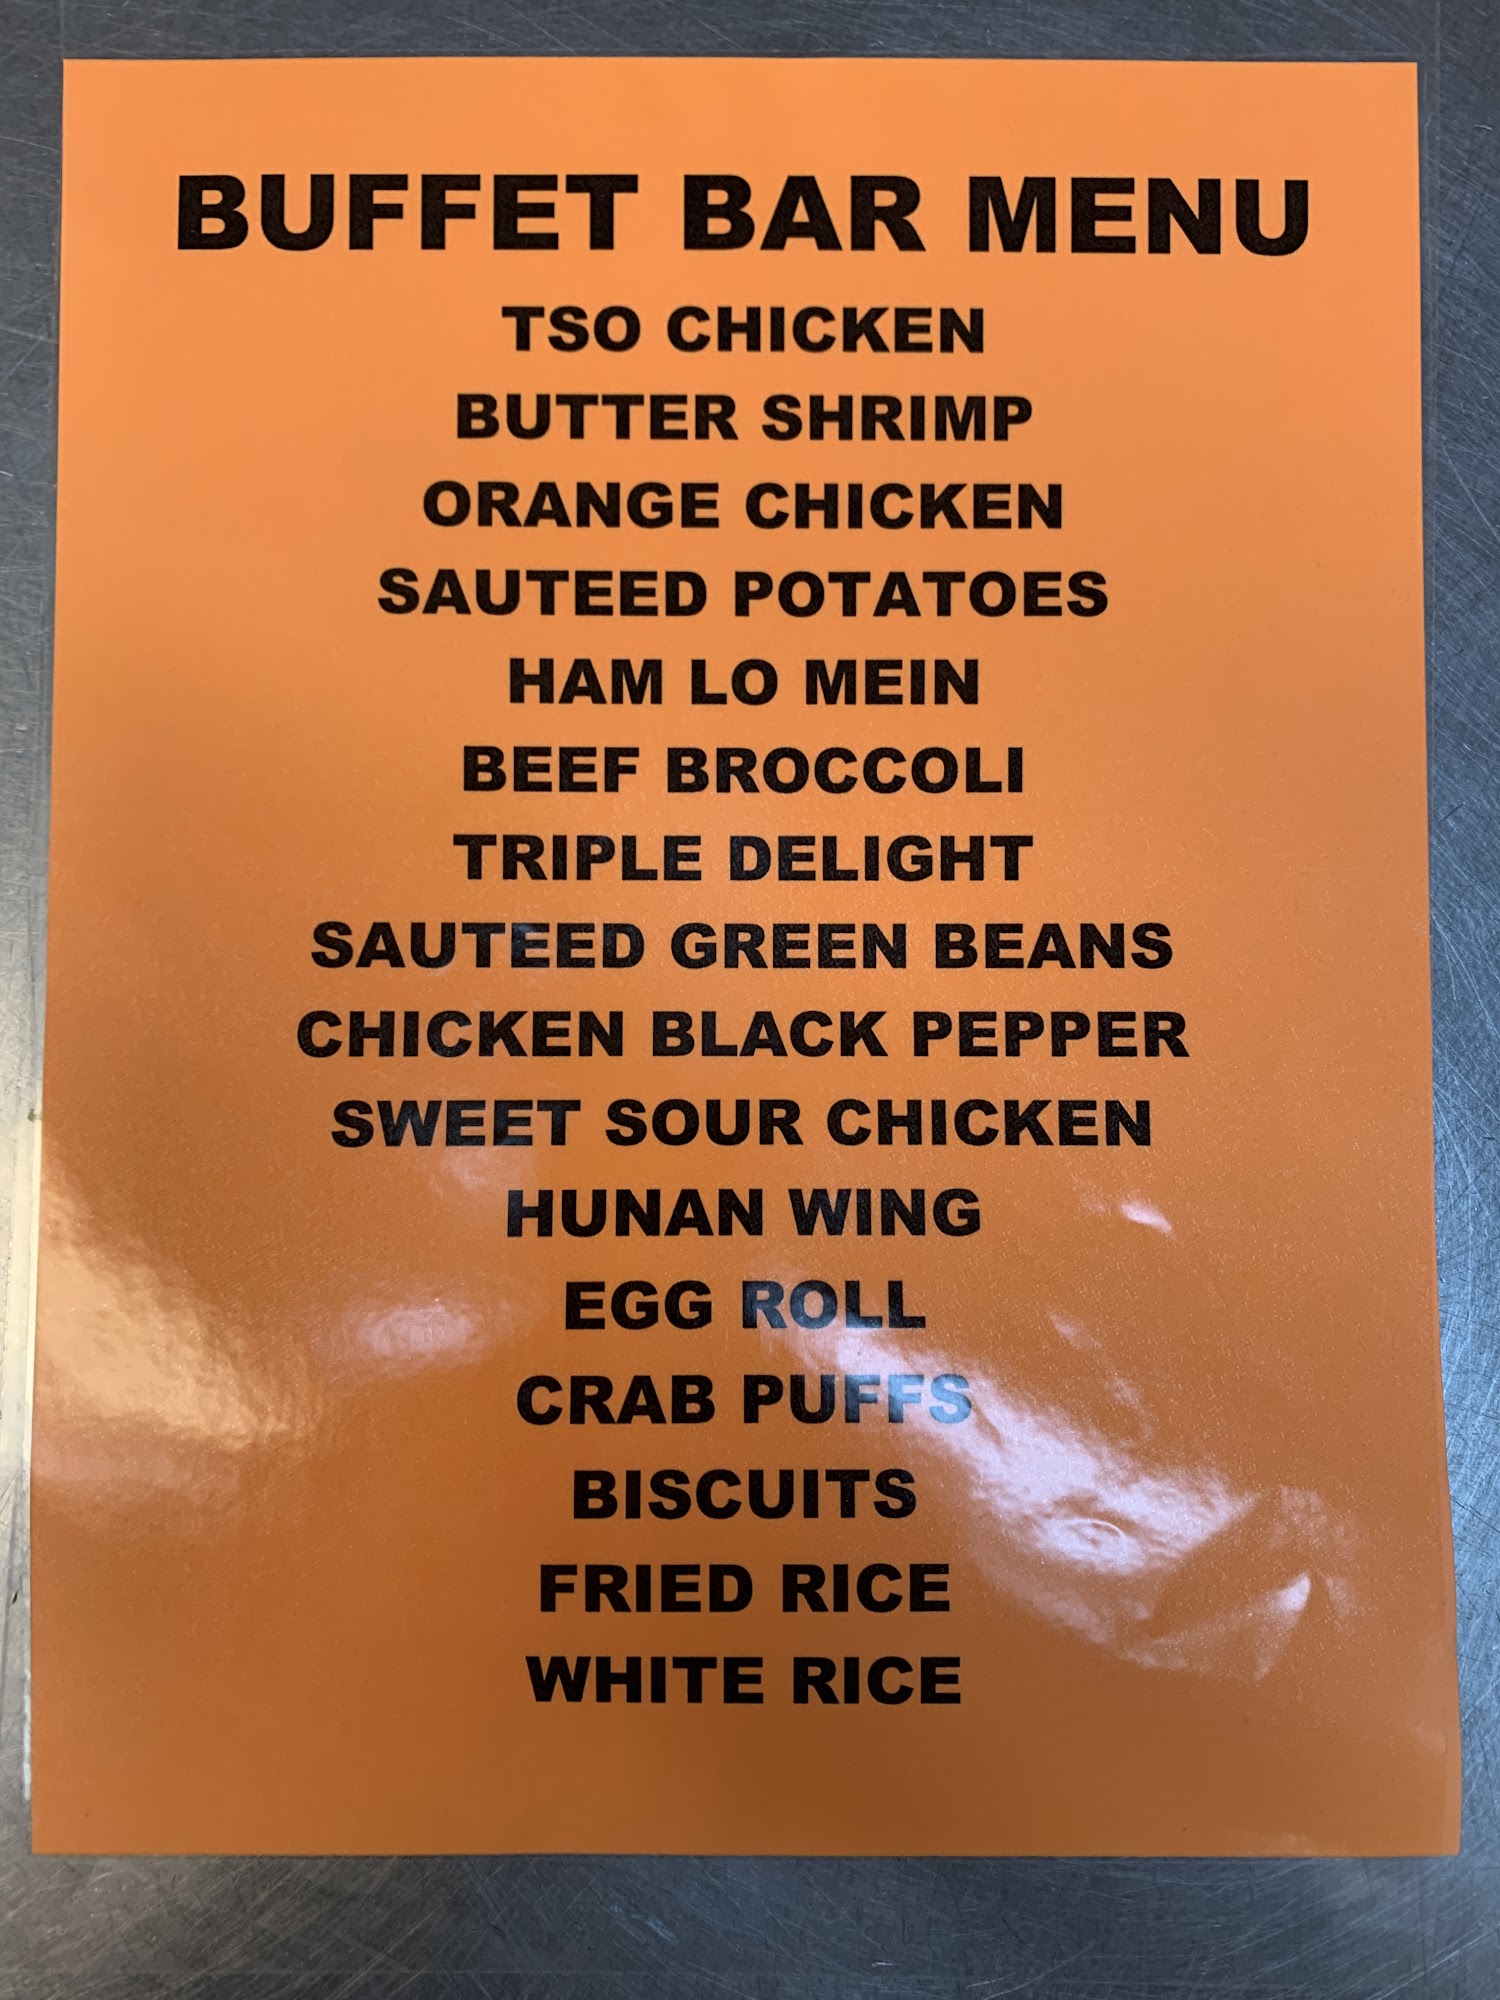 BUFFET BAR MENU
TSO CHICKEN
BUTTER SHRIMP
ORANGE CHICKEN
SAUTEED POTATOES
HAM LO MEIN
BEEF BROCCOLI
TRIPLE DELIGHT
SAUTEED GREEN BEANS
CHICKEN BLACK PEPPER
SWEET SOUR CHICKEN
HUNAN WING
EGG ROLL
CRAB PUFFS
BISCUITS
FRIED RICE
WHITE RICE